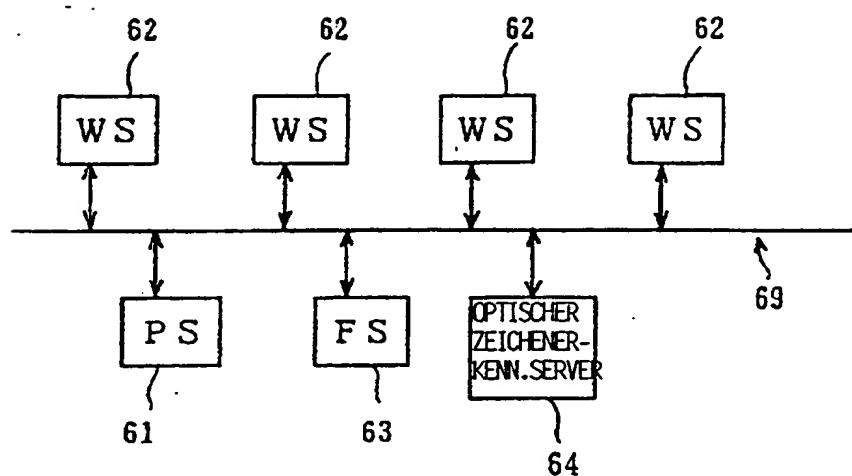 62 62 62 62
WS WS WS WS
69
PS FS OPTISCHER
ZEICHENER-
KENN.SERVER
61 63 64